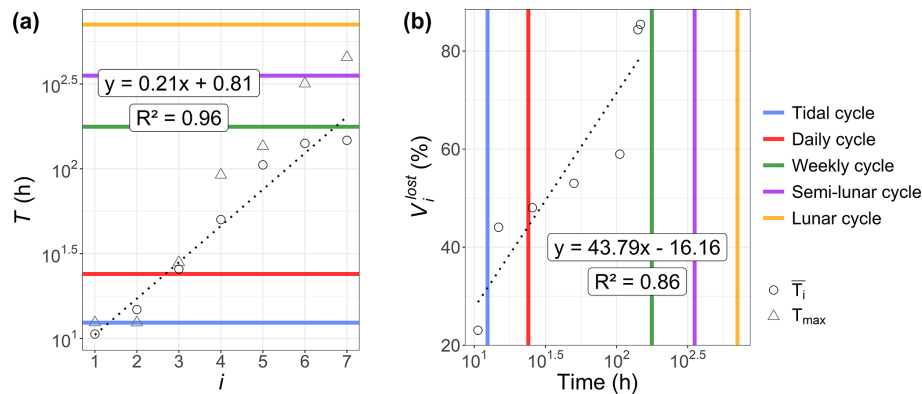 (a)
10^2.5
10^2
10^1.5
10^1
T (h)
y = 0.21x + 0.81
R² = 0.96
1 2 3 4 5 6 7
i
(b)
80
60
40
20
V_i^lost (%)
y = 43.79x - 16.16
R² = 0.86
10^1 10^1.5 10^2 10^2.5
Time (h)
Tidal cycle
Daily cycle
Weekly cycle
Semi-lunar cycle
Lunar cycle
T̅_i
T_max